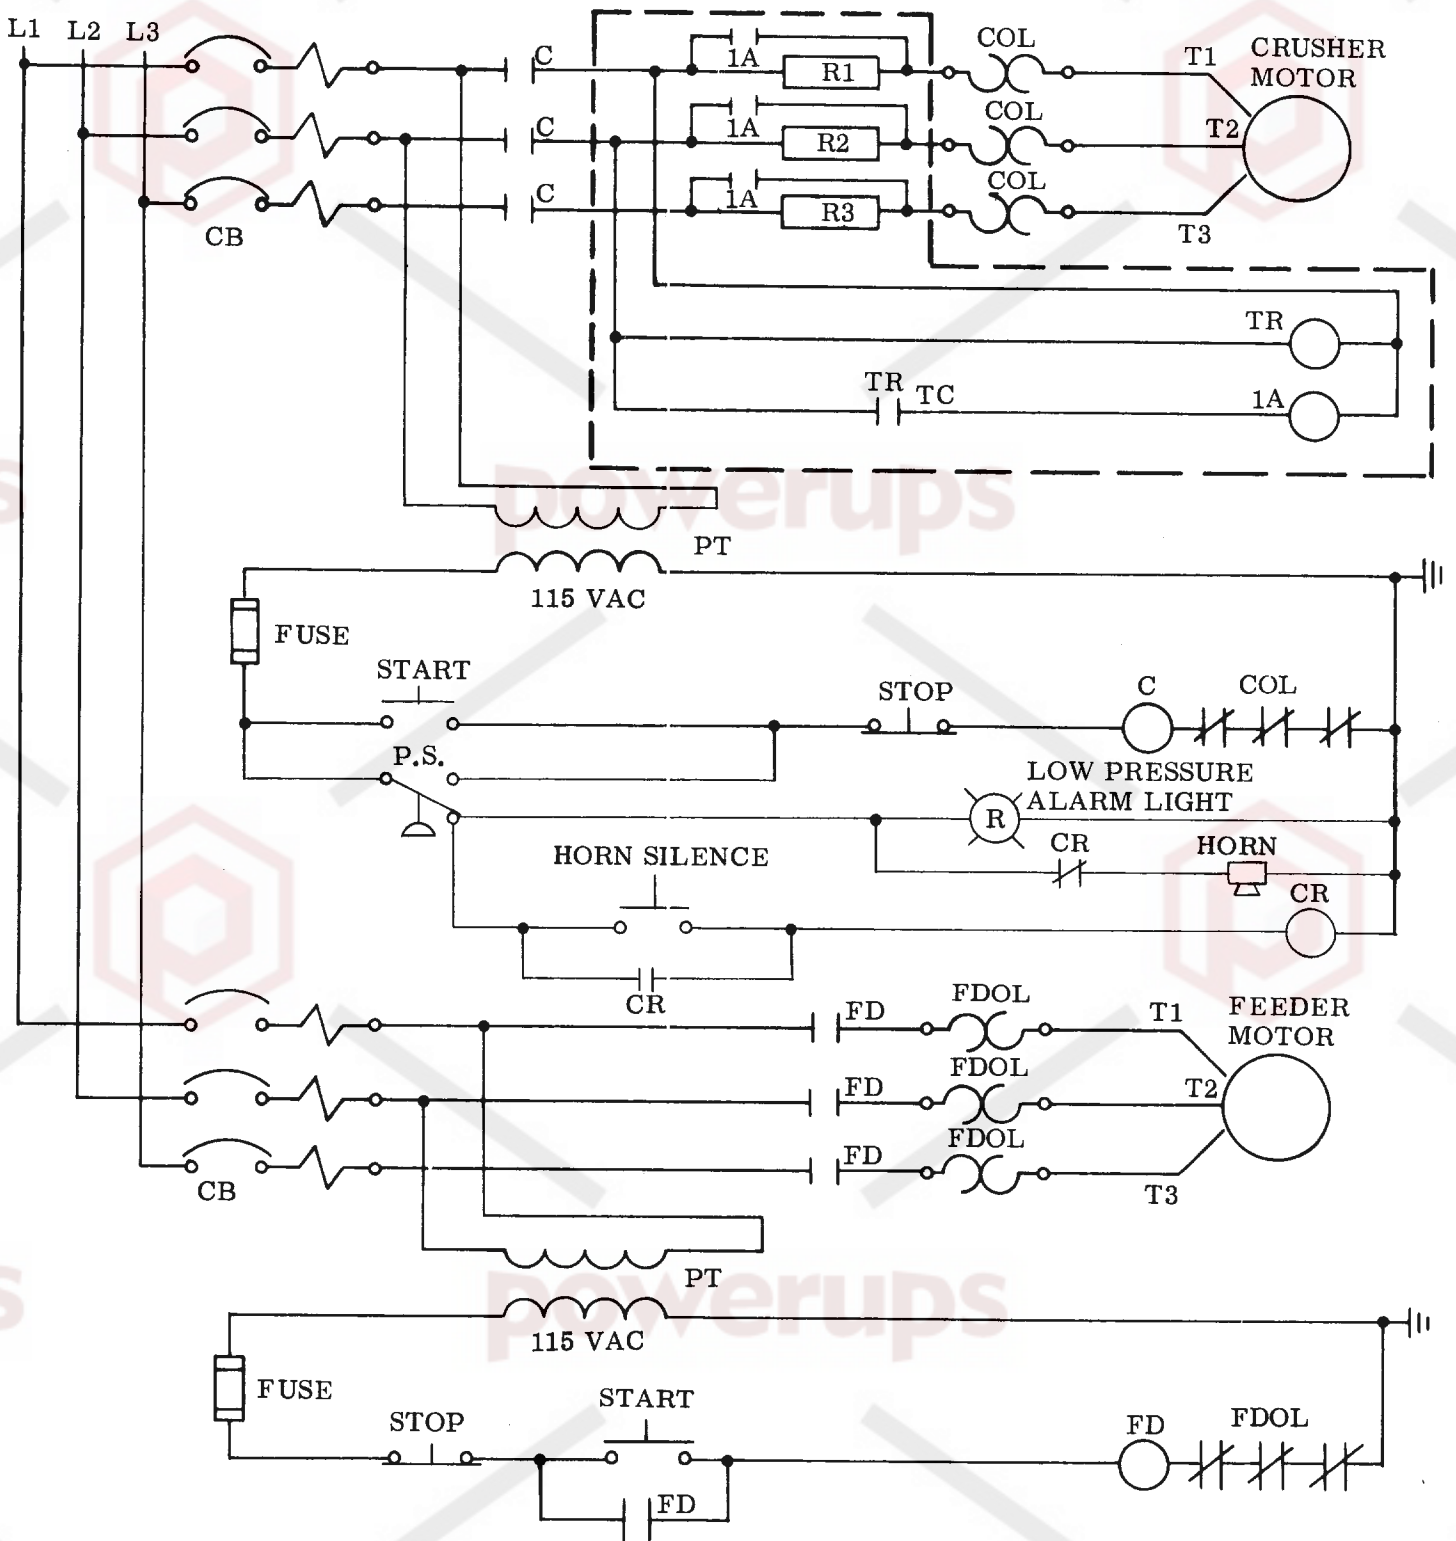 L1 L2 L3
C
1A
R1
COL
T1
CRUSHER
MOTOR
C
1A
R2
COL
T2
C
1A
R3
COL
T3
CB
TR
TR TC
1A
powerups
PT
115 VAC
FUSE
START
STOP
C
COL
P.S.
LOW PRESSURE
ALARM LIGHT
R
HORN SILENCE
CR
HORN
CR
CR
FD
FDOL
T1
FEEDER
MOTOR
FD
FDOL
T2
FD
FDOL
T3
CB
PT
powerups
115 VAC
FUSE
STOP
START
FD
FDOL
FD